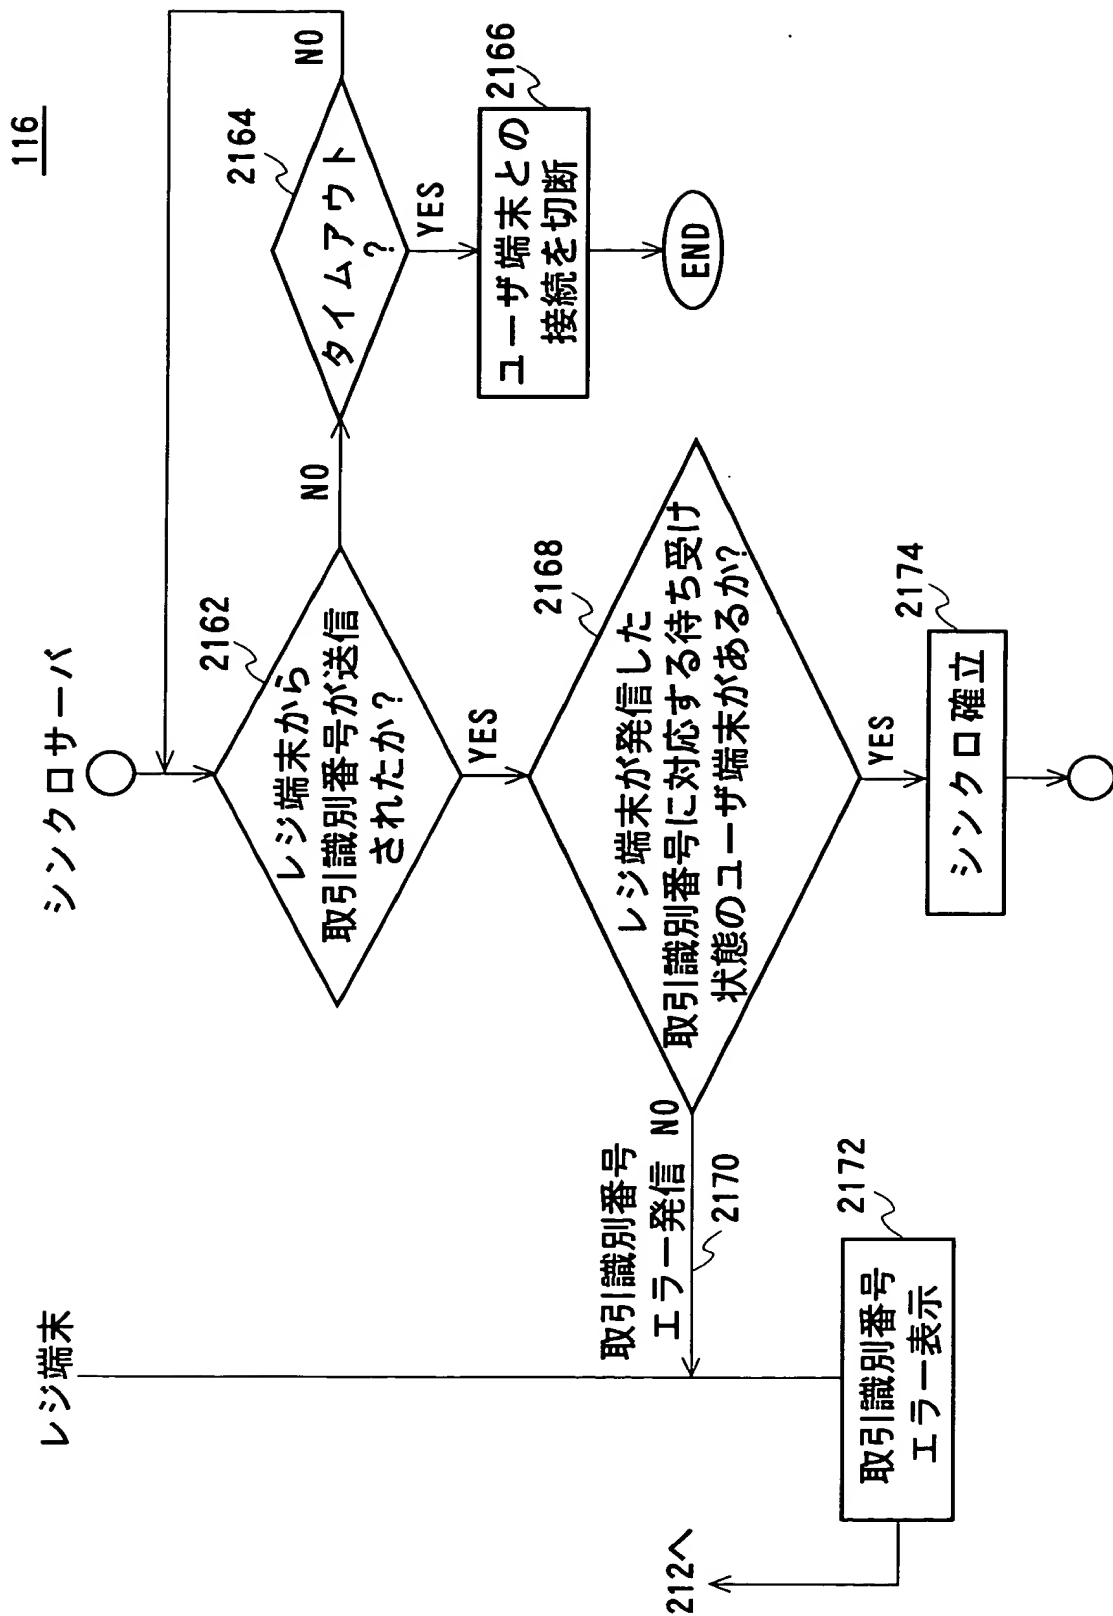 116
レジ端末
シンクロサーバ
2162
レジ端末から
取引識別番号が送信
されたか?
NO
2164
タイムアウト
?
NO
YES
2166
ユーザ端末との
接続を切断
END
YES
2168
レジ端末が発信した
取引識別番号に対応する待ち受け
状態のユーザ端末があるか?
NO
取引識別番号
エラー発信
2170
2172
取引識別番号
エラー表示
212へ
YES
2174
シンクロ確立